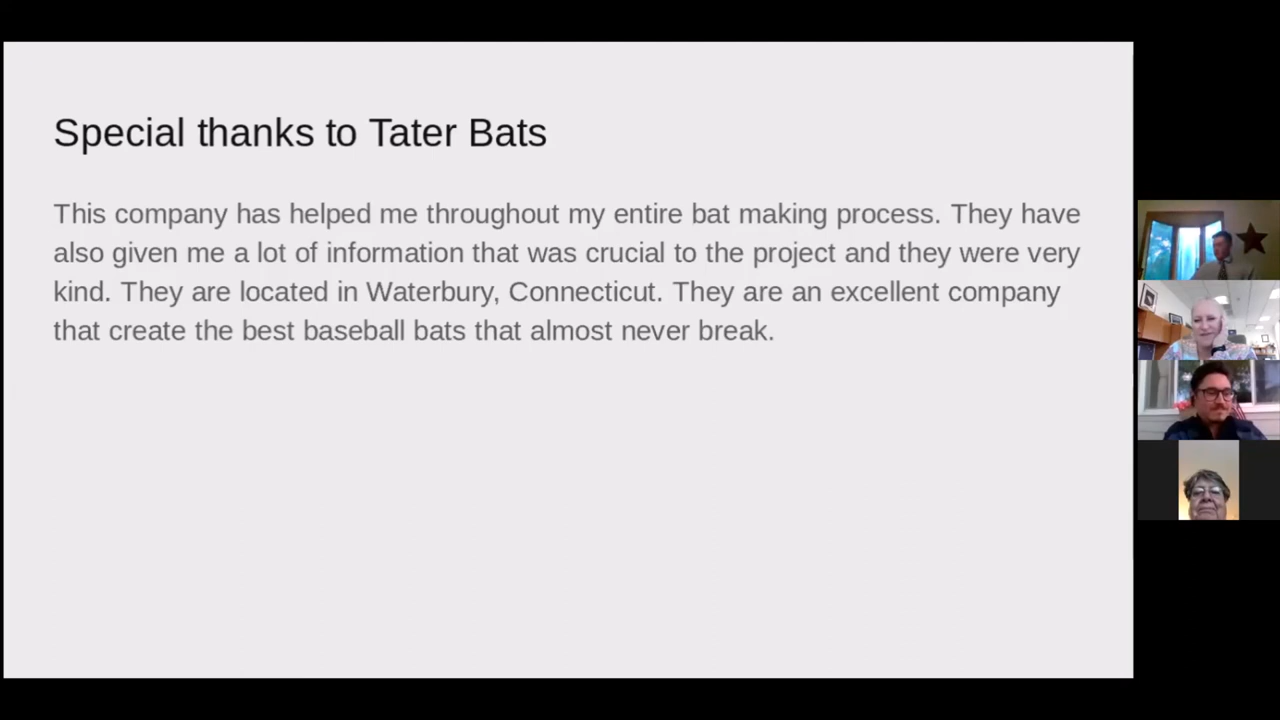 Special thanks to Tater Bats
This company has helped me throughout my entire bat making process. They have
also given me a lot of information that was crucial to the project and they were very
kind. They are located in Waterbury, Connecticut. They are an excellent company
that create the best baseball bats that almost never break.